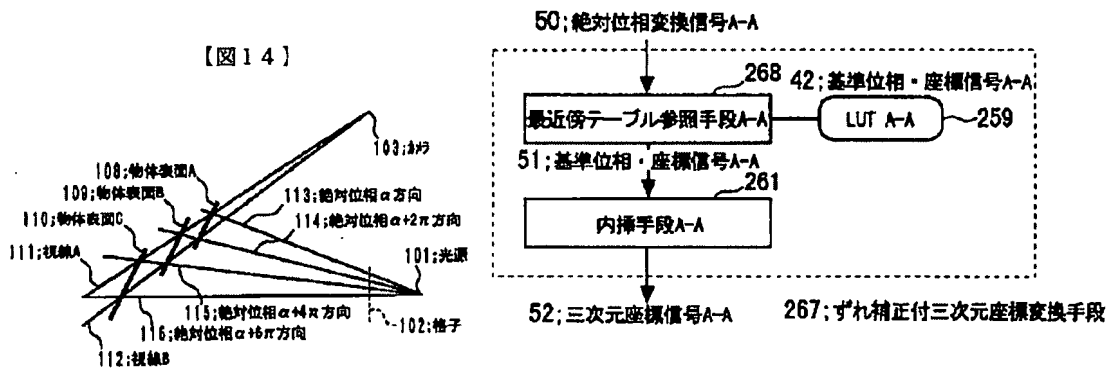 【図14】
103;カメラ
108;物体表面A
109;物体表面B
110;物体表面C
113;絶対位相α方向
114;絶対位相α+2π方向
111;視線A
101;光源
115;絶対位相α+4π方向
102;格子
116;絶対位相α+6π方向
112;視線B
50;絶対位相変換信号A-A
268
42;基準位相・座標信号A-A
最近傍テーブル参照手段A-A
LUT A-A
259
51;基準位相・座標信号A-A
261
内挿手段A-A
52;三次元座標信号A-A
267;ずれ補正付三次元座標変換手段